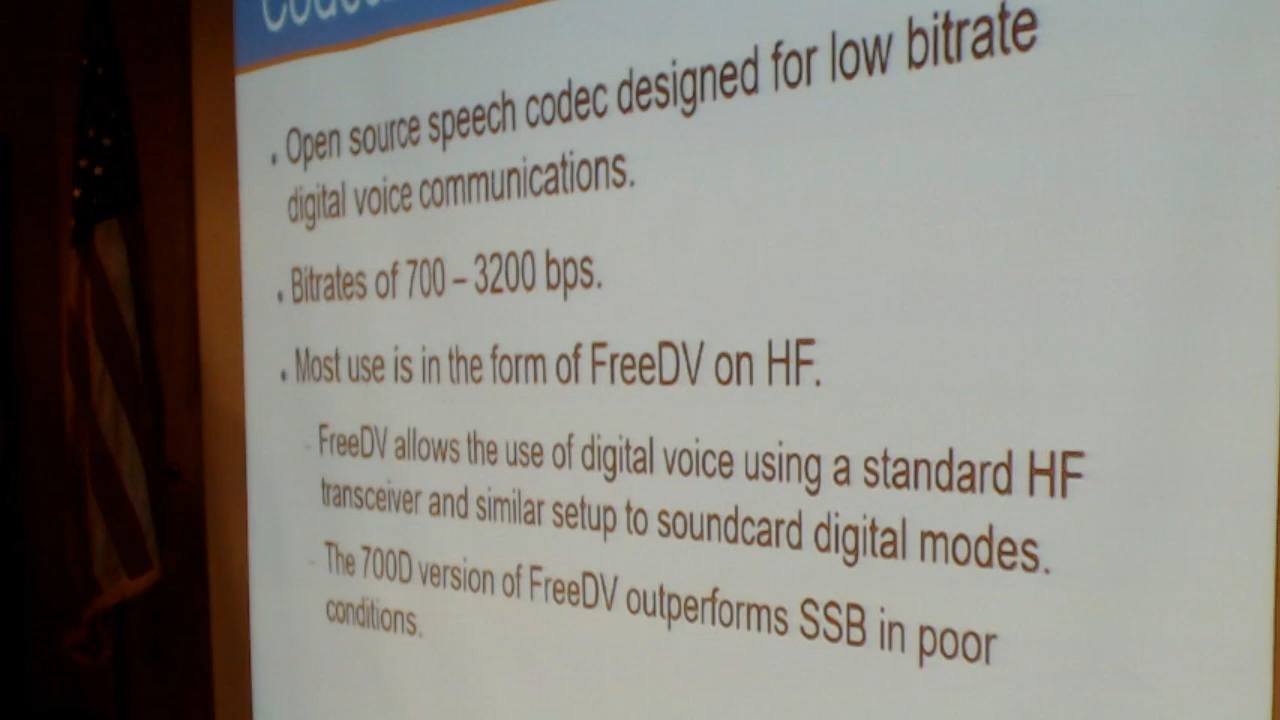 • Open source speech codec designed for low bitrate
digital voice communications.
• Bitrates of 700 – 3200 bps.
• Most use is in the form of FreeDV on HF.
– FreeDV allows the use of digital voice using a standard HF
transceiver and similar setup to soundcard digital modes.
– The 700D version of FreeDV outperforms SSB in poor
conditions.